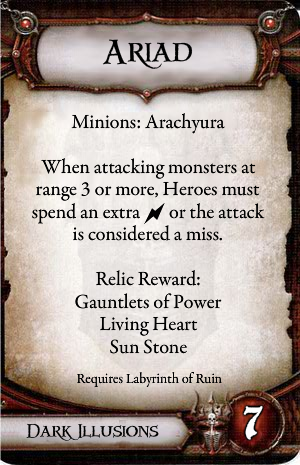 Ariad
Minions: Arachyura
When attacking monsters at
range 3 or more, Heroes must
spend an extra or the attack
is considered a miss.
Relic Reward:
Gauntlets of Power
Living Heart
Sun Stone
Requires Labyrinth of Ruin
Dark Illusions
7